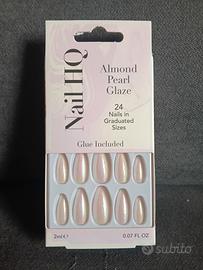 Nail HQ
Almond
Pearl
Glaze
24
Nails in
Graduated
Sizes
Glue Included
2ml e
0.07 FL OZ
subito